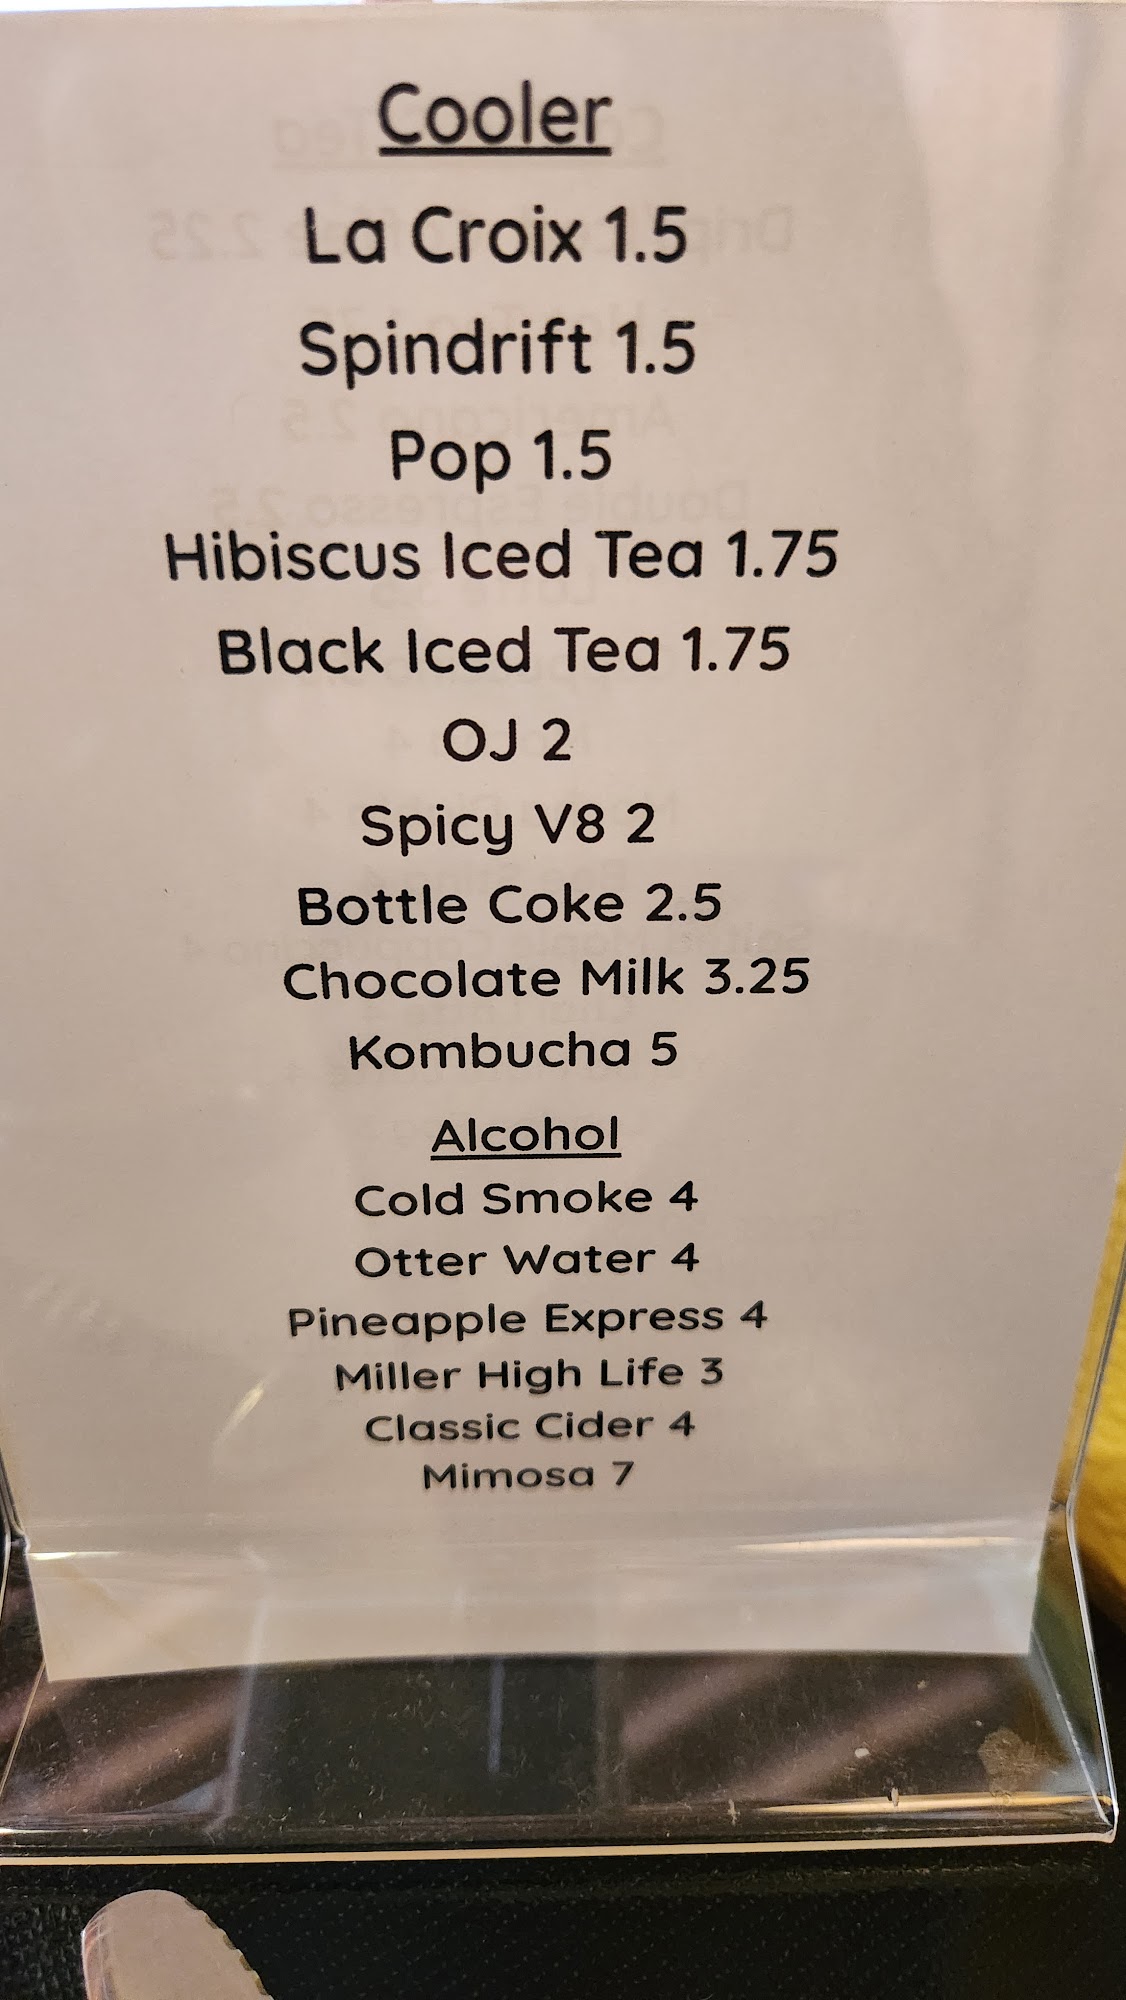 Cooler
La Croix 1.5
Spindrift 1.5
Pop 1.5
Hibiscus Iced Tea 1.75
Black Iced Tea 1.75
OJ 2
Spicy V8 2
Bottle Coke 2.5
Chocolate Milk 3.25
Kombucha 5
Alcohol
Cold Smoke 4
Otter Water 4
Pineapple Express 4
Miller High Life 3
Classic Cider 4
Mimosa 7